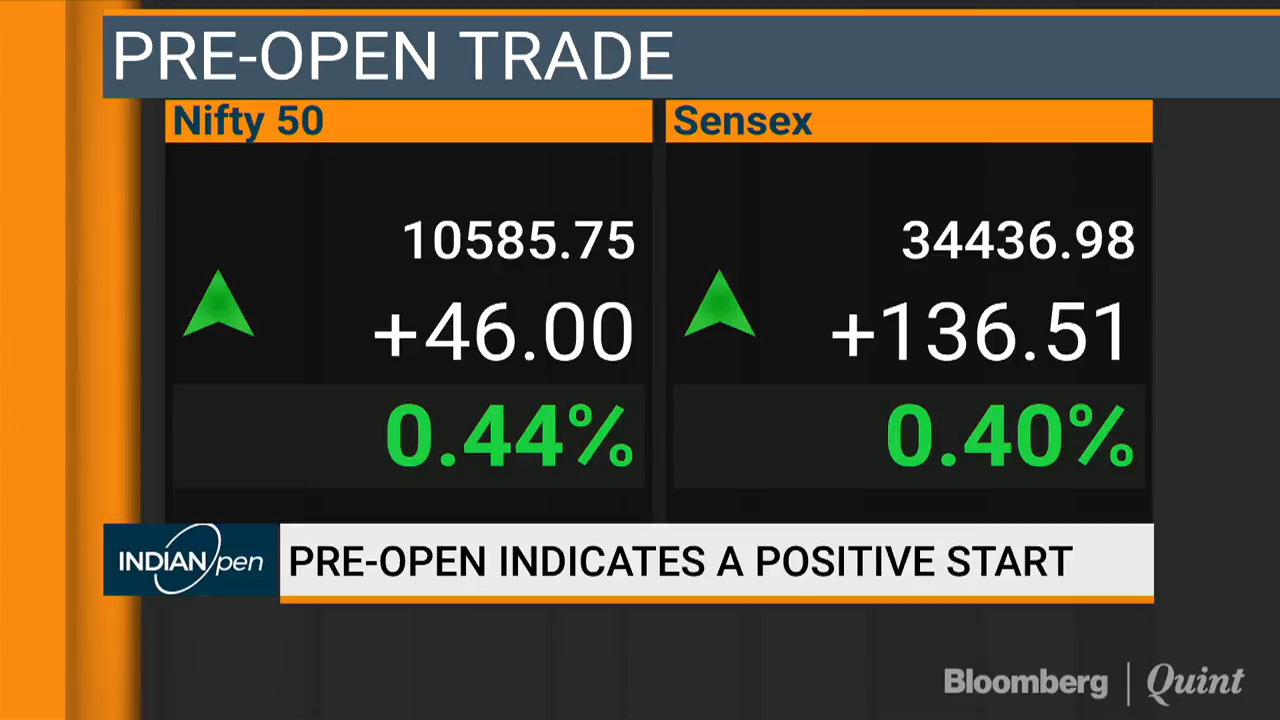 PRE-OPEN TRADE
Nifty 50
10585.75
+46.00
0.44%
Sensex
34436.98
+136.51
0.40%
INDIAN Open
PRE-OPEN INDICATES A POSITIVE START
Bloomberg | Quint